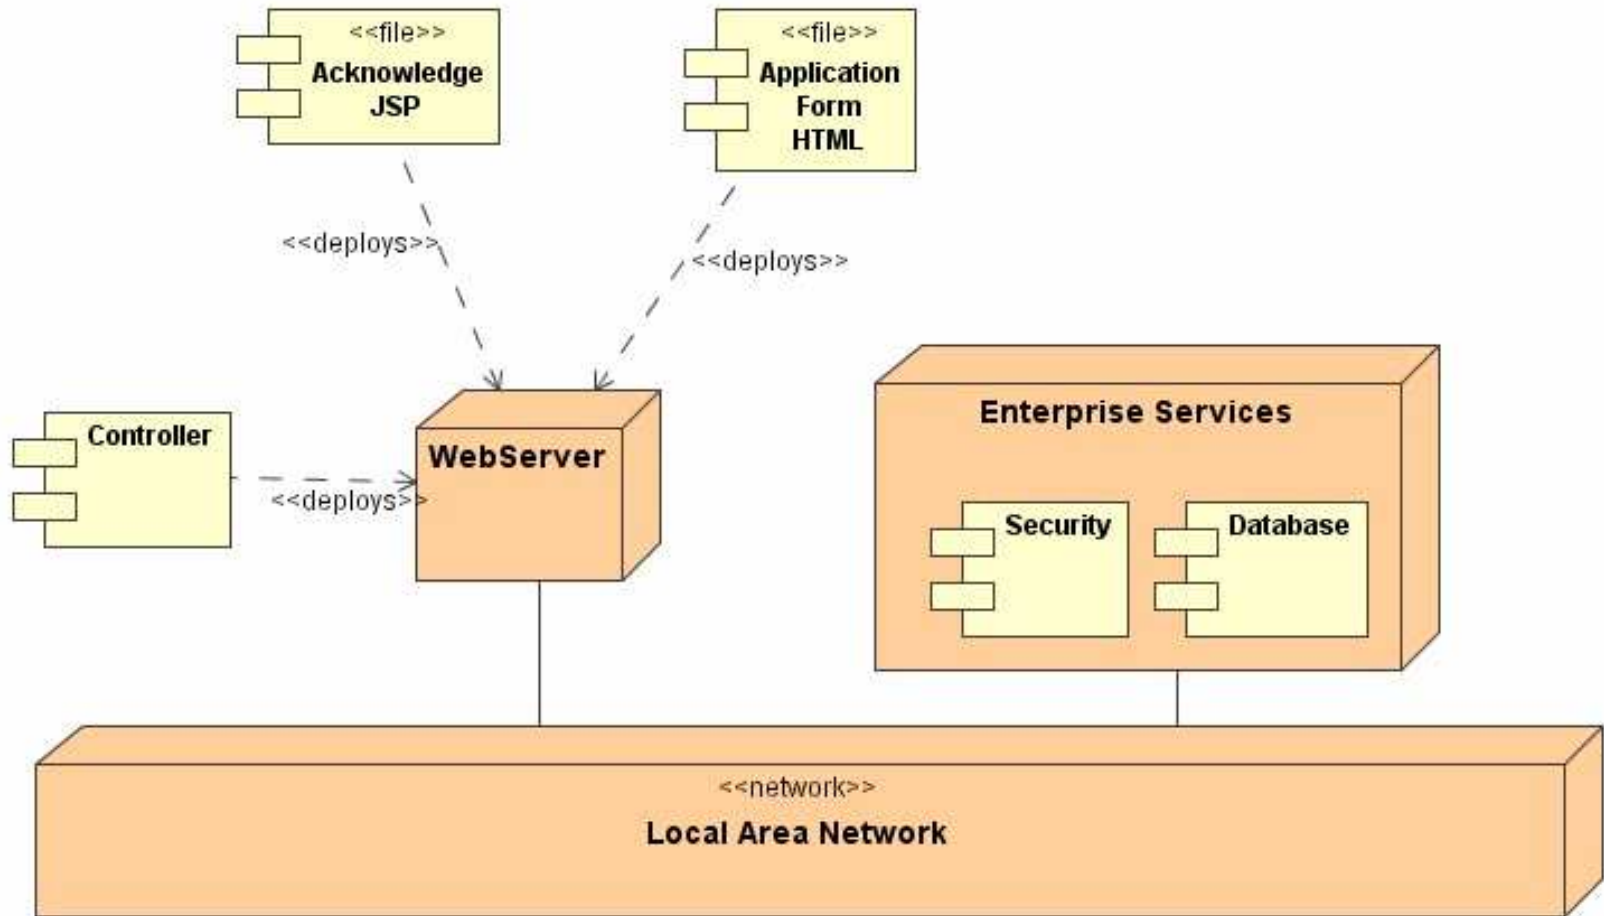 <<file>>
Acknowledge
JSP
<<file>>
Application
Form
HTML
<<deploys>>
<<deploys>>
Controller
<<deploys>>
WebServer
Enterprise Services
Security
Database
<<network>>
Local Area Network